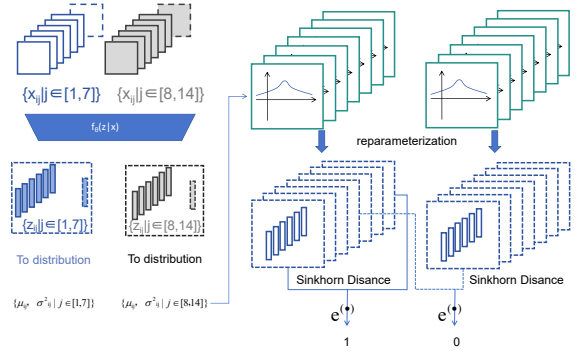 {x_ij|j∈[1,7]}
{x_ij|j∈[8,14]}
f_θ(z|x)
{z_ij|j∈[1,7]}
{z_ij|j∈[8,14]}
To distribution
To distribution
{μ_ij, σ²_ij | j∈[1,7]}
{μ_ij, σ²_ij | j∈[8,14]}
reparameterization
Sinkhorn Disance
Sinkhorn Disance
e^(•)
e^(•)
1
0